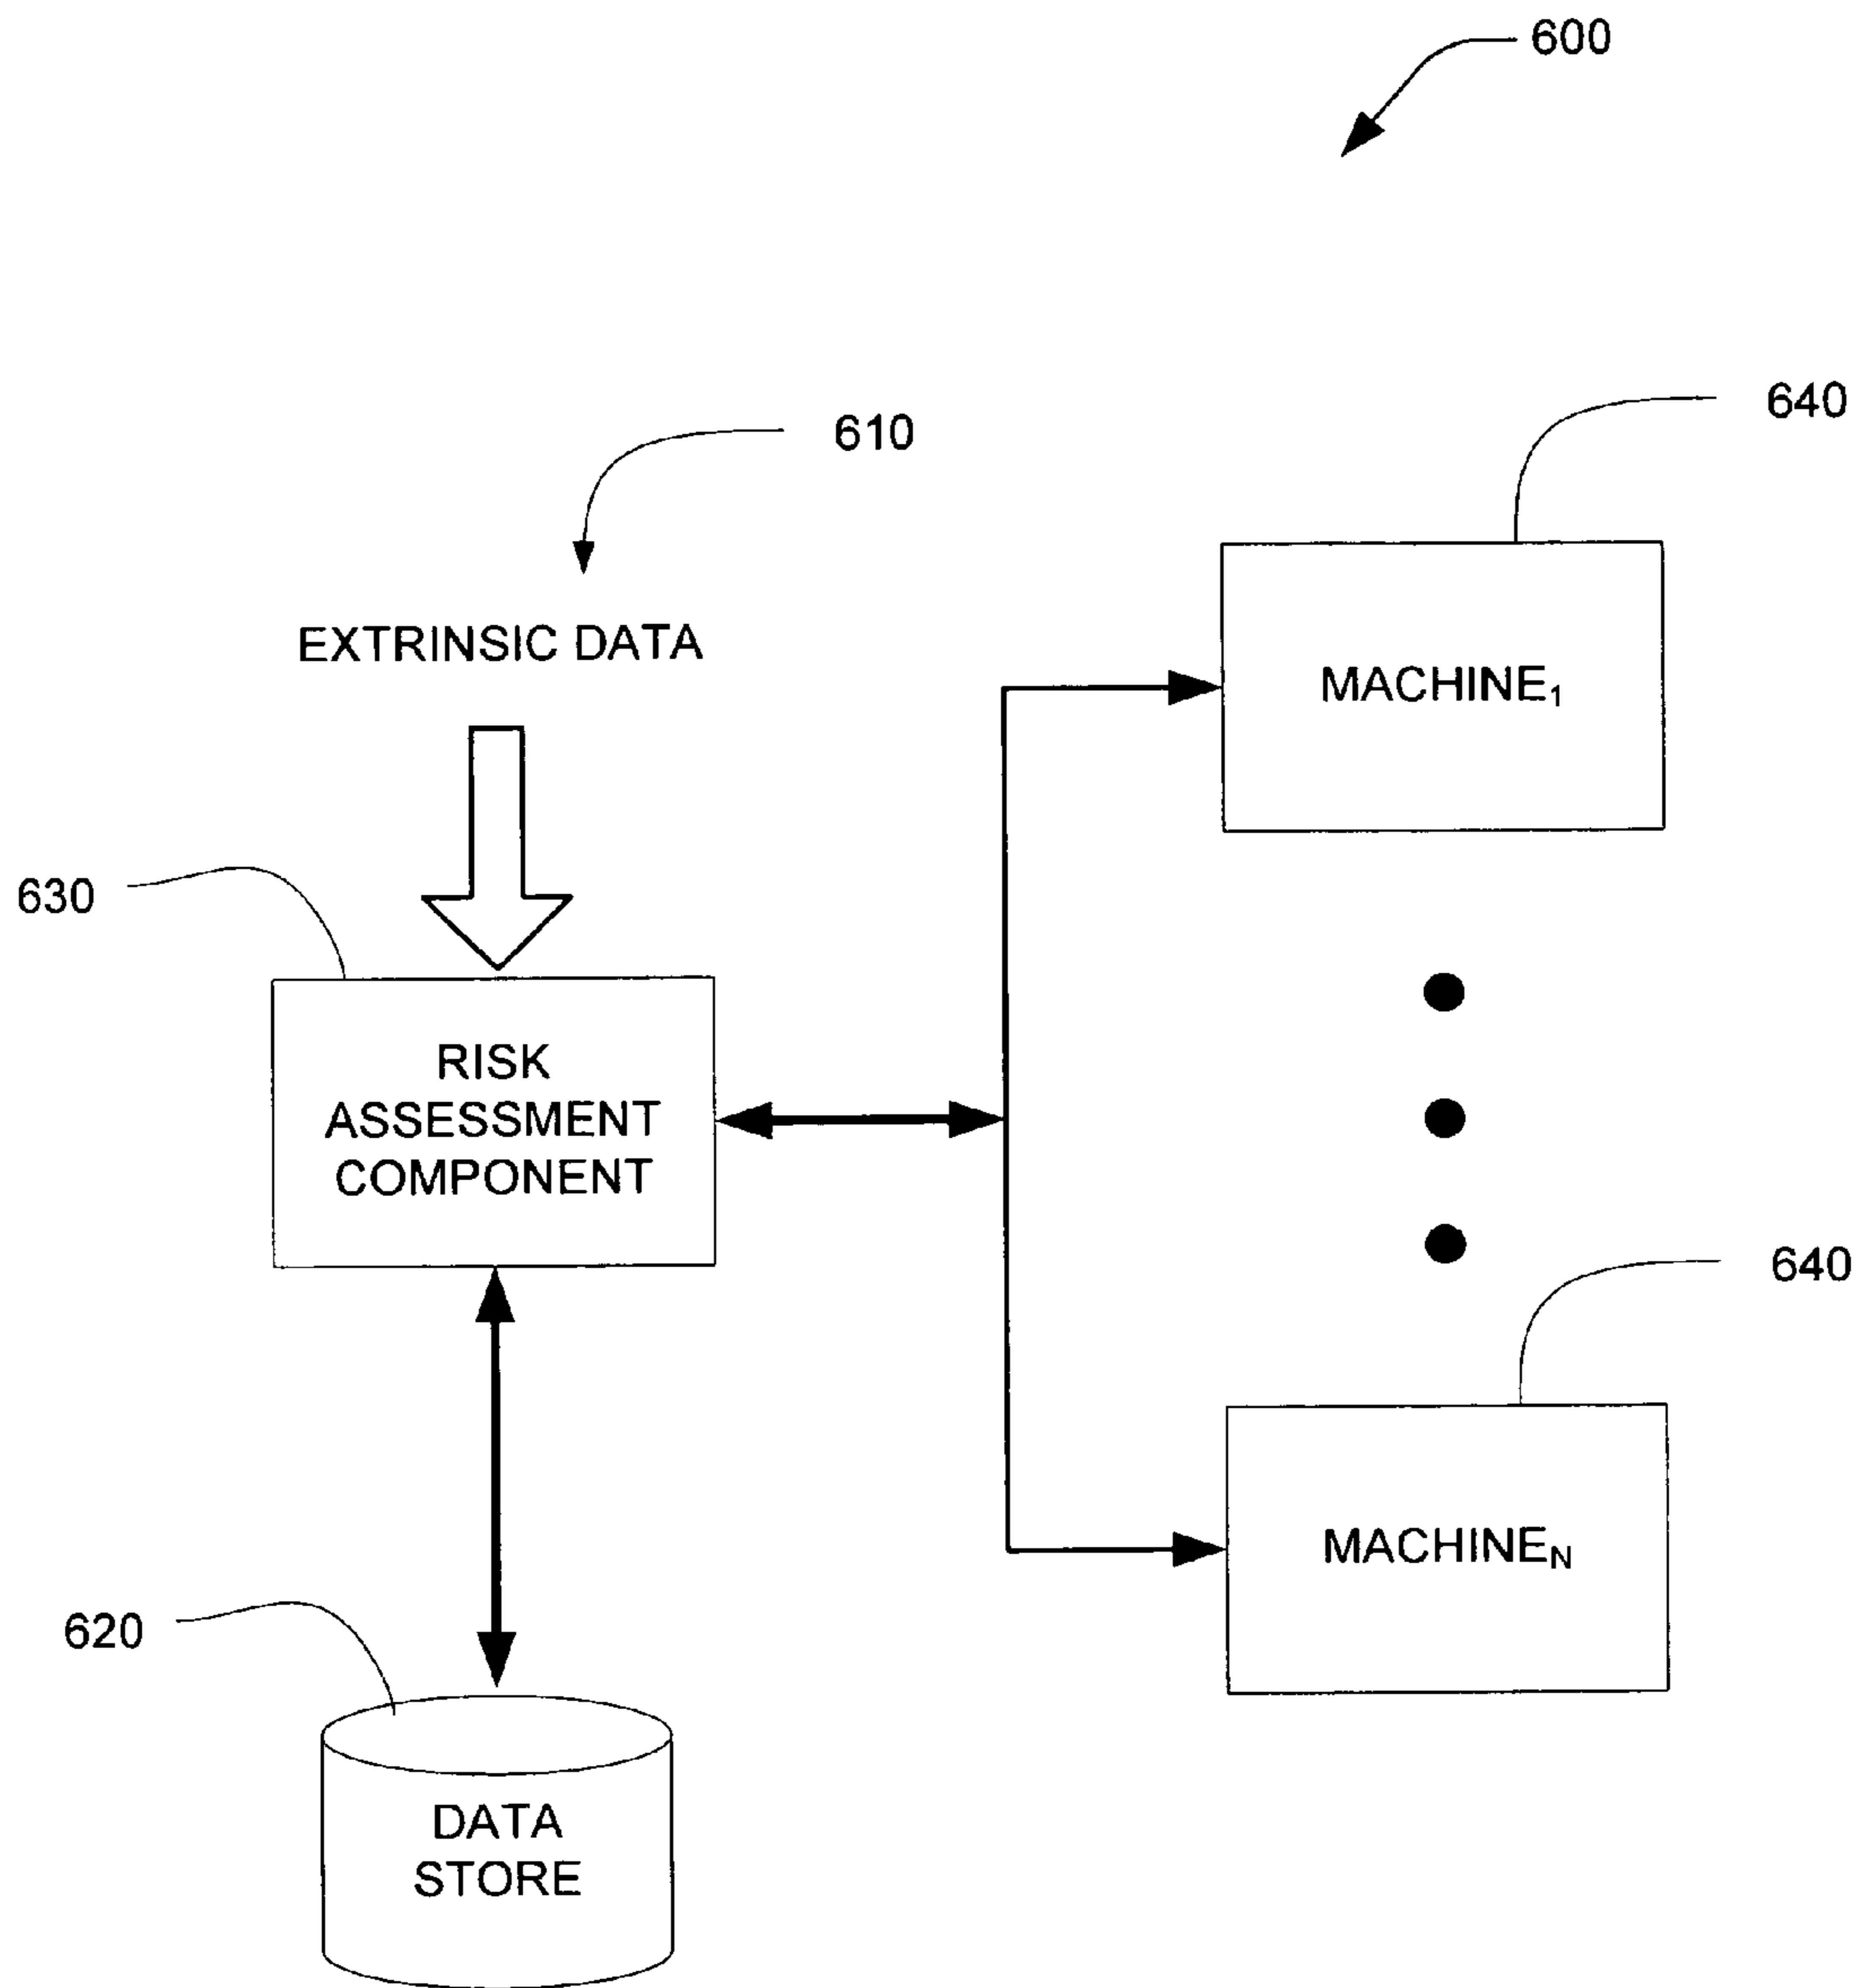 600
640
610
EXTRINSIC DATA
MACHINE₁
630
RISK
ASSESSMENT
COMPONENT
640
MACHINEN
620
DATA
STORE